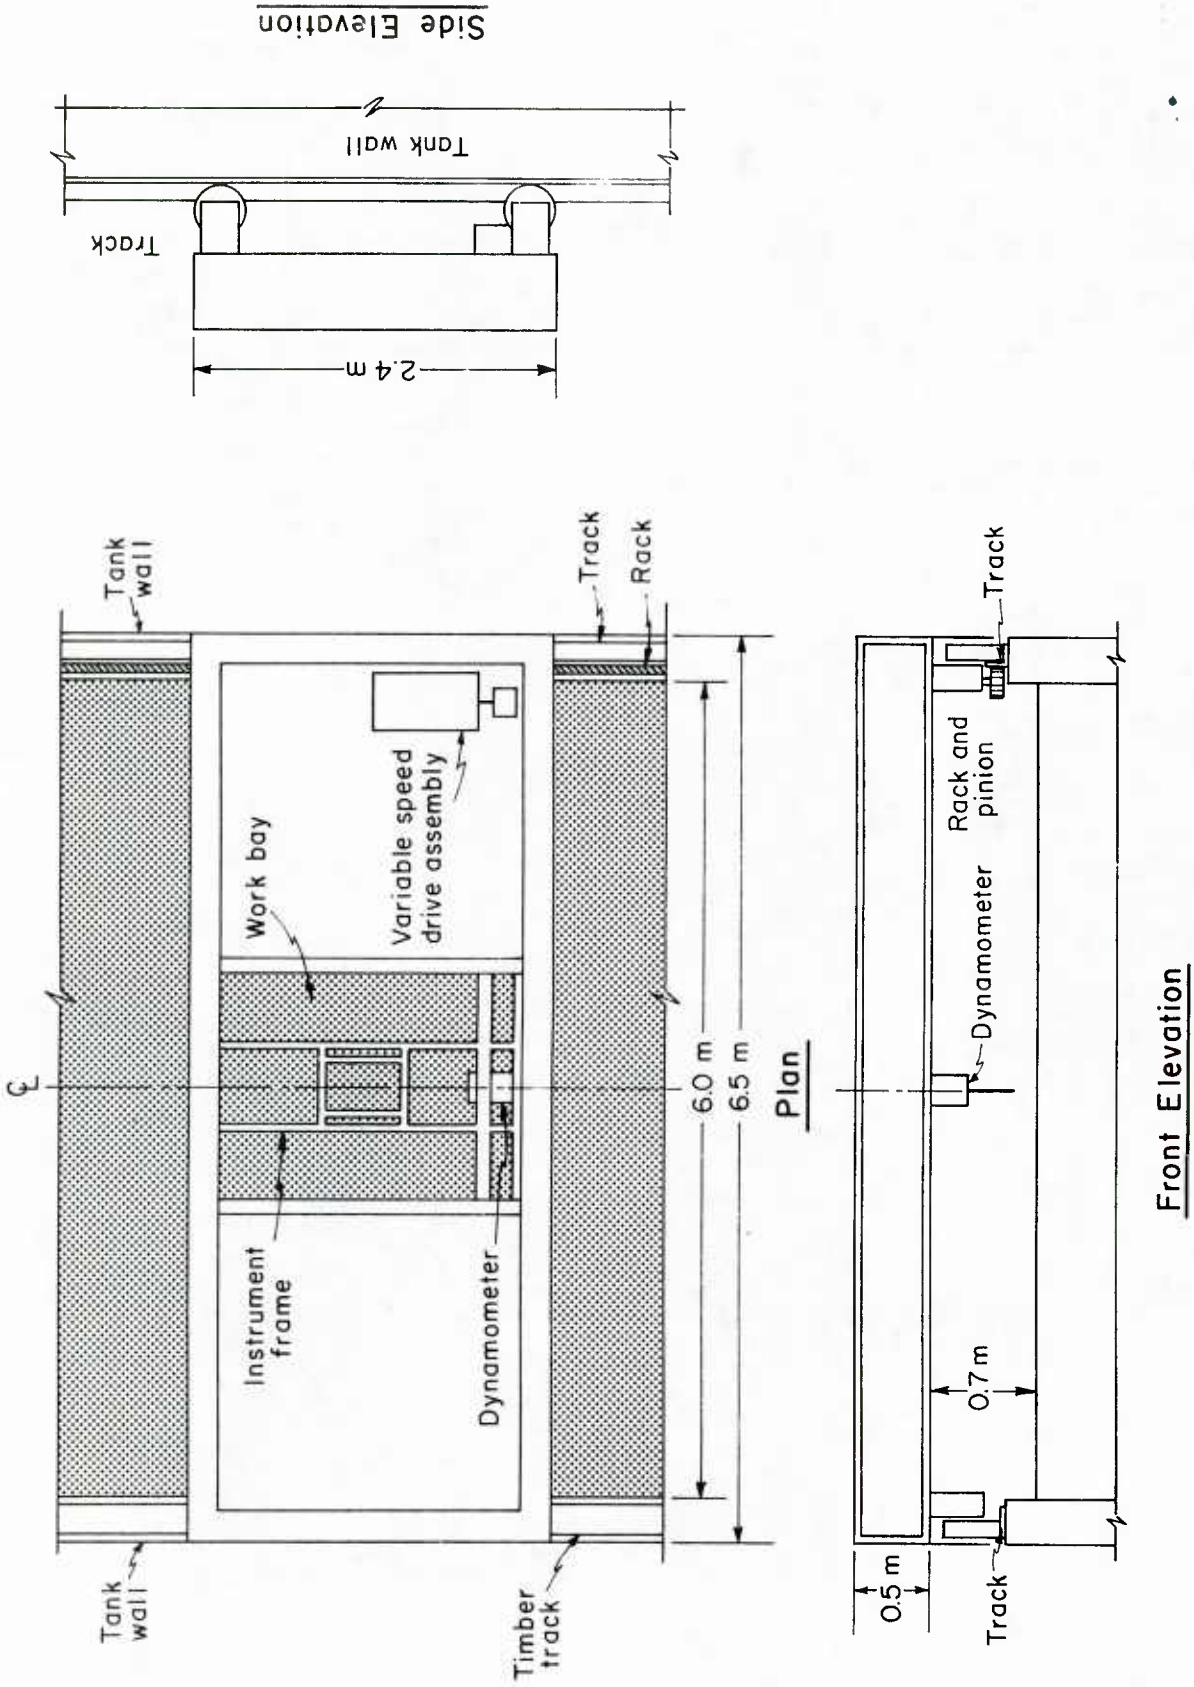 Side Elevation
Tank wall
Track
2.4 m
Tank
wall
Track
Rack
Work bay
Variable speed
drive assembly
℄
Instrument
frame
Dynamometer
Tank
wall
Timber
track
6.0 m
6.5 m
Plan
Track
Rack and
pinion
Dynamometer
0.7 m
0.5 m
Track
Front Elevation